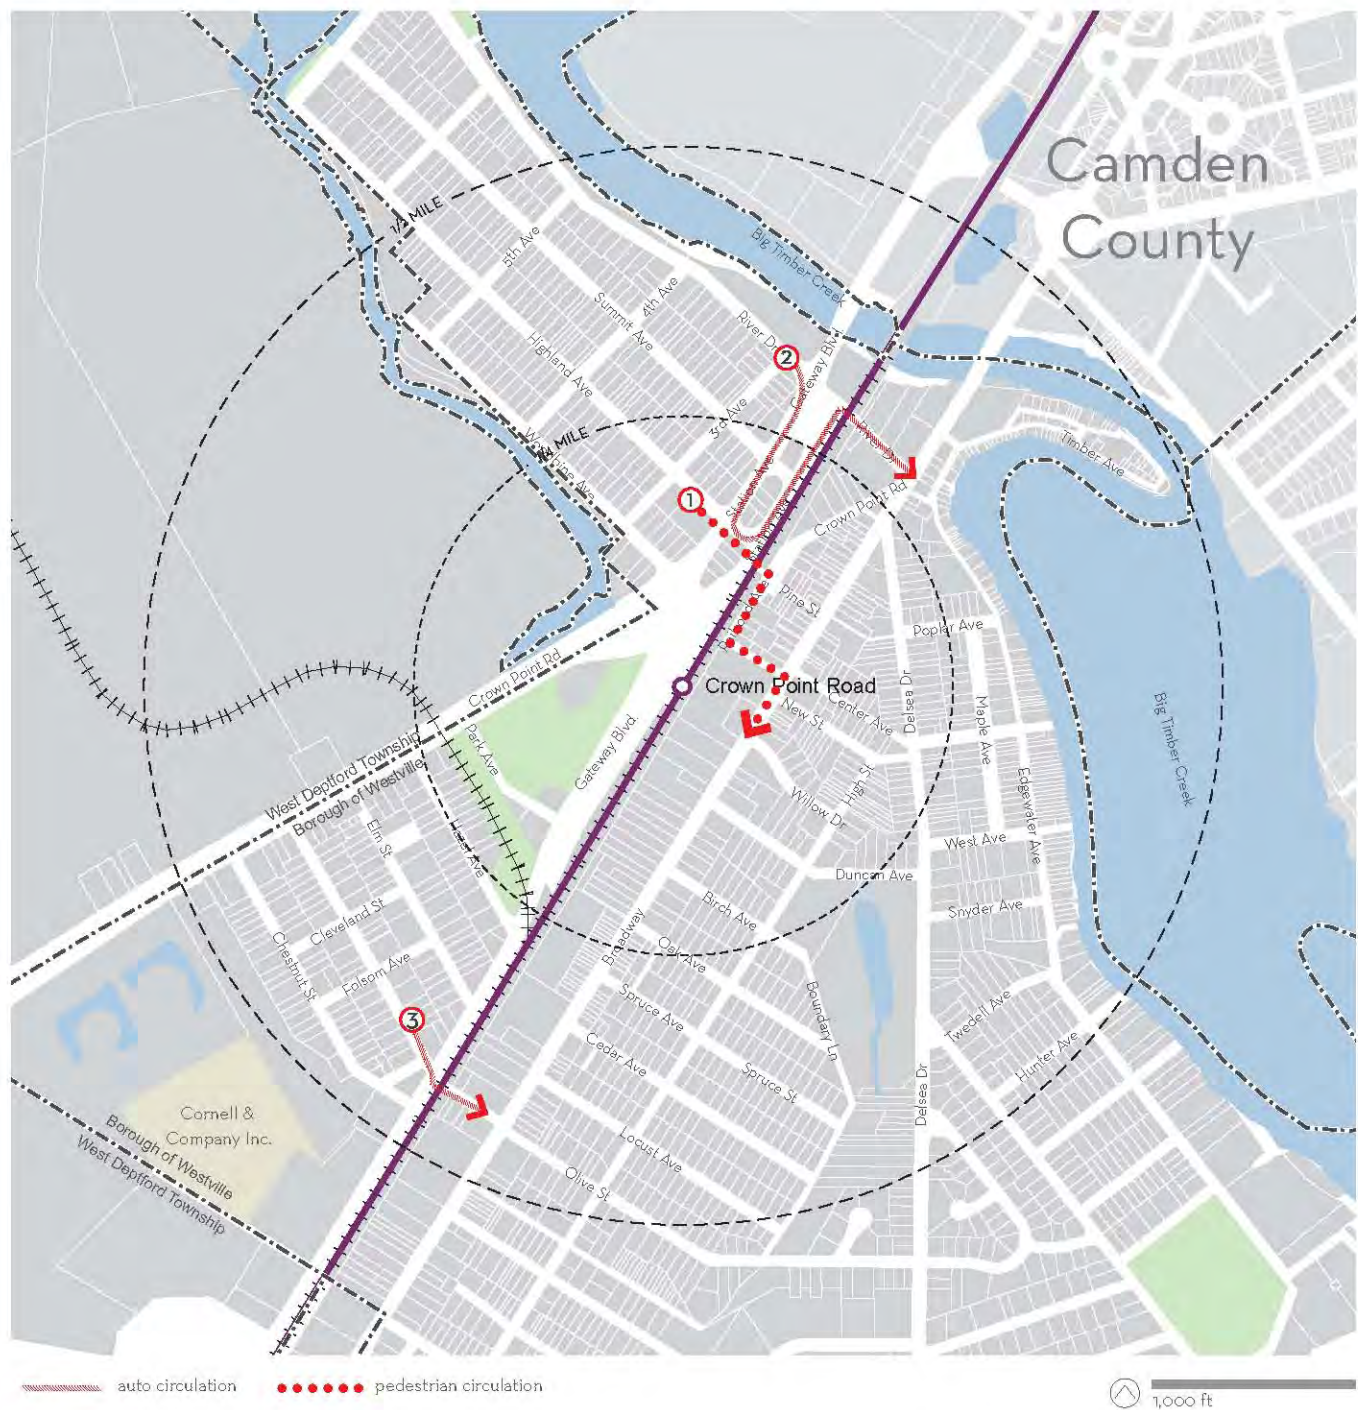 Camden
County
1/2 MILE
5th Ave
Big Timber Creek
4th Ave
Summit Ave
River Dr
Highland Ave
2
Gateway Blvd
3rd Ave
Timber Ave
1/4 MILE
River Dr
1
Station Ave
Crown Point Rd
Station Ave
Pine St
Poplar Ave
Crown Point Rd
Crown Point Road
Delsea Dr
Maple Ave
Center Ave
New St
Big Timber Creek
Park Ave
Gateway Blvd.
West Deptford Township
Borough of Westville
High St
Willow Dr
Edgewater Ave
Elm St
West Ave
Duncan Ave
Birch Ave
Snyder Ave
Cleveland St
Broadway
Oak Ave
Chestnut St
Folsom Ave
Spruce Ave
Boundary Ln
Twedell Ave
3
Cedar Ave
Spruce St
Hunter Ave
Delsea Dr
Cornell &
Company Inc.
Borough of Westville
West Deptford Township
Locust Ave
Olive St
auto circulation
pedestrian circulation
1,000 ft